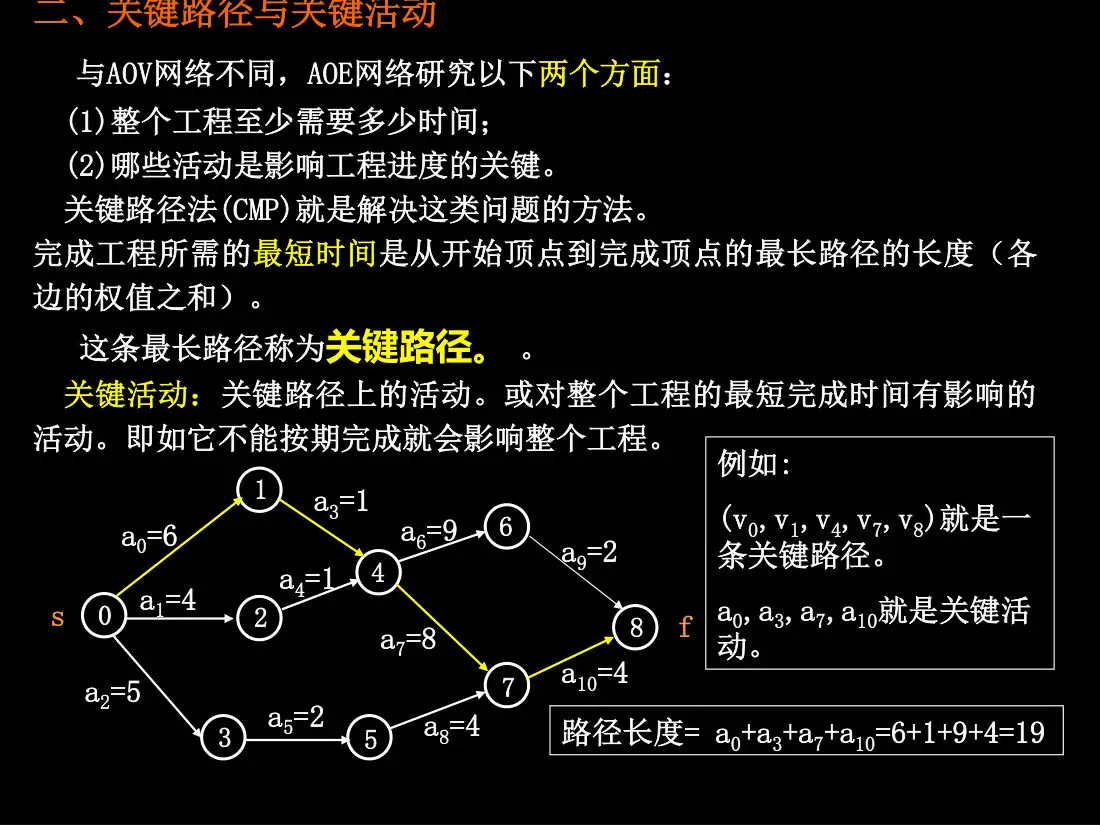 二、关键路径与关键活动
与AOV网络不同，AOE网络研究以下两个方面：
(1)整个工程至少需要多少时间；
(2)哪些活动是影响工程进度的关键。
关键路径法(CMP)就是解决这类问题的方法。
完成工程所需的最短时间是从开始顶点到完成顶点的最长路径的长度（各
边的权值之和）。
这条最长路径称为关键路径。 。
关键活动：关键路径上的活动。或对整个工程的最短完成时间有影响的
活动。即如它不能按期完成就会影响整个工程。
例如:
(v0,v1,v4,v7,v8)就是一
条关键路径。
a0,a3,a7,a10就是关键活
动。
1
a3=1
a0=6
a6=9
6
a9=2
a4=1
4
s
0
a1=4
2
8
f
a7=8
a2=5
7
a10=4
3
a5=2
5
a8=4
路径长度= a0+a3+a7+a10=6+1+9+4=19